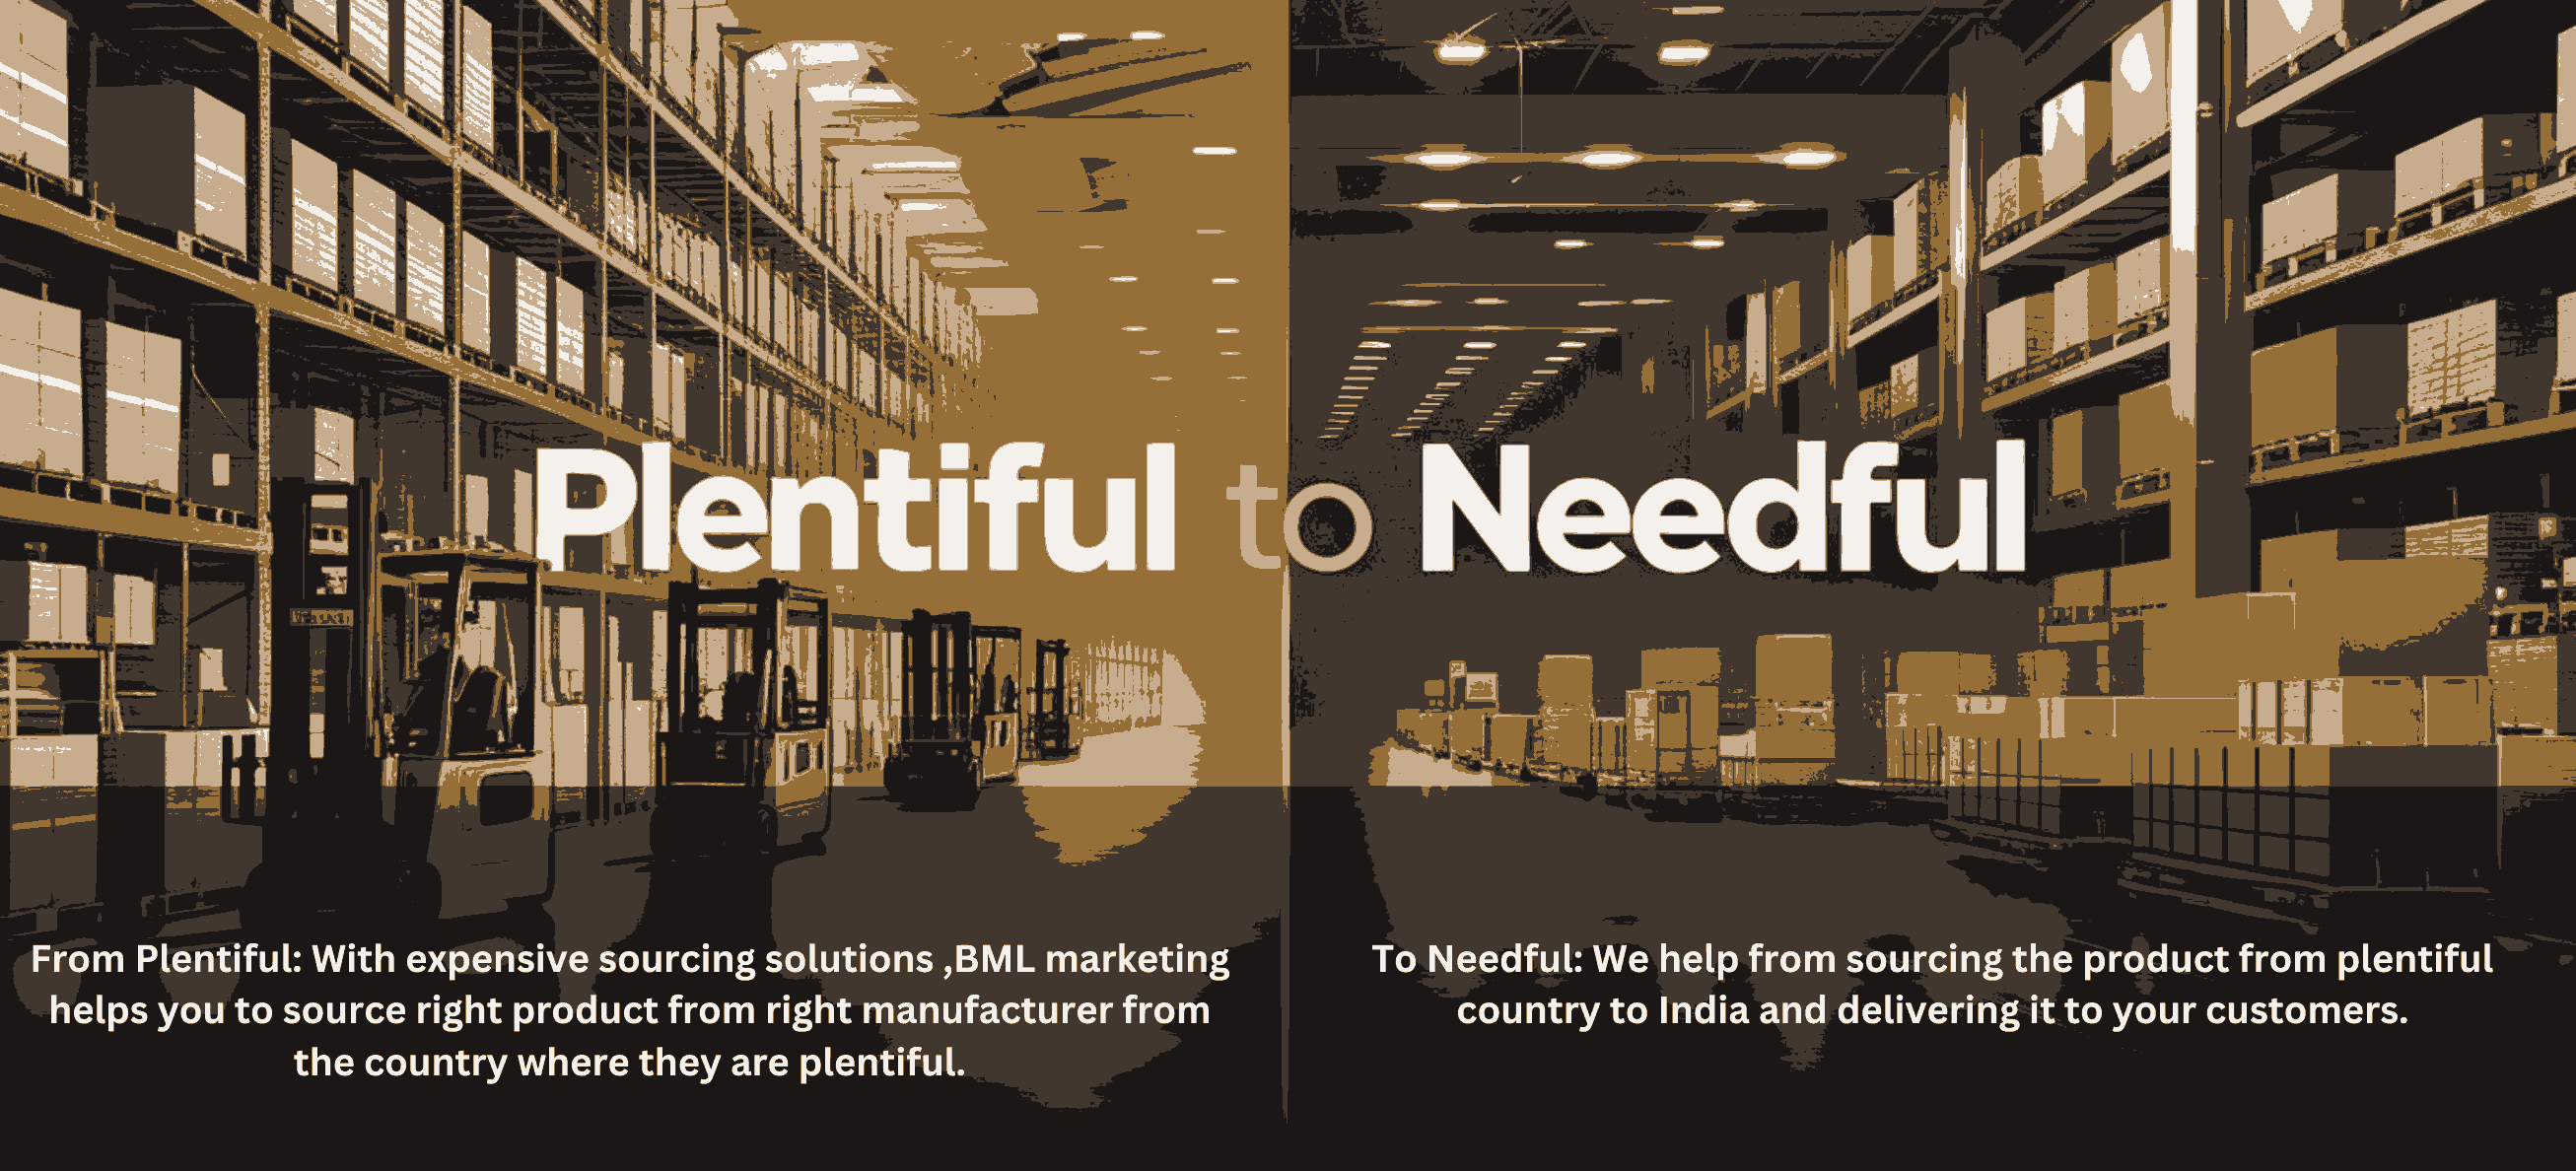 Plentiful to Needful
From Plentiful: With expensive sourcing solutions ,BML marketing
helps you to source right product from right manufacturer from
the country where they are plentiful.
To Needful: We help from sourcing the product from plentiful
country to India and delivering it to your customers.